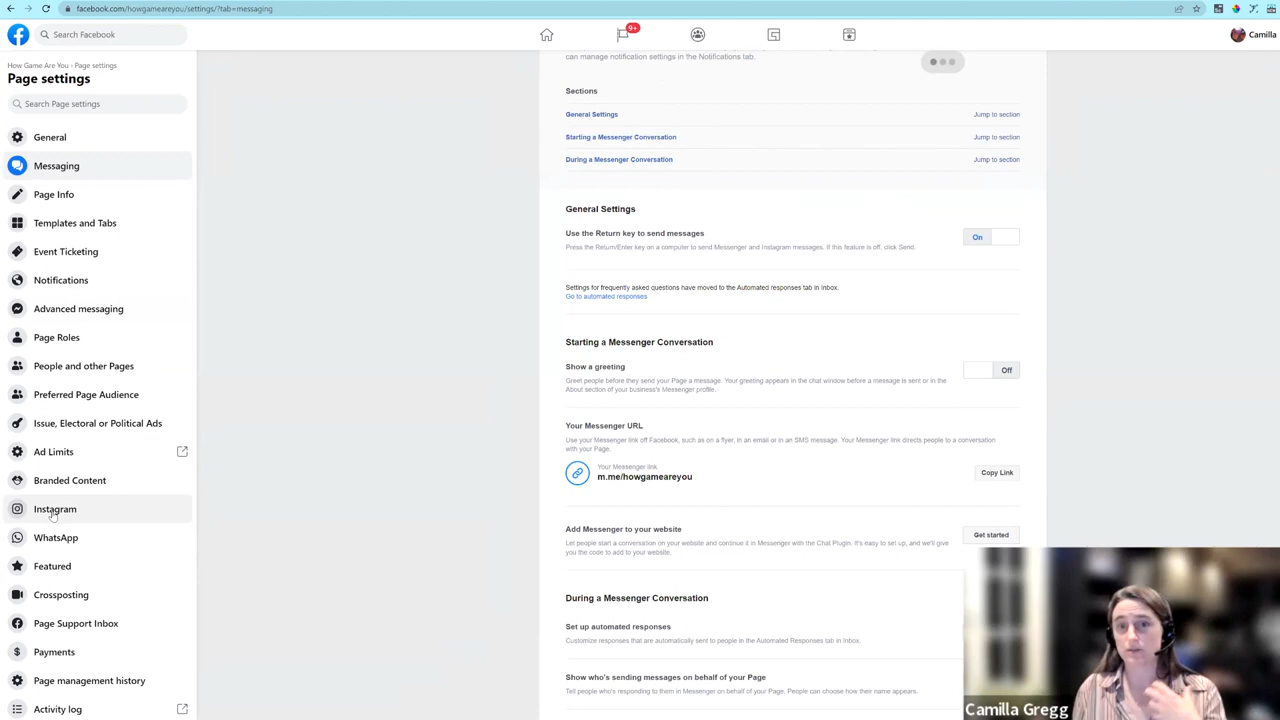 facebook.com/howgameareyou/settings/?tab=messaging
Search Facebook
9+
Camilla
How Game Are You › Page settings
Page settings
Search Page settings
General
Messaging
Page Info
Templates and Tabs
Event Ticketing
Notifications
Advanced messaging
Page Roles
People and other Pages
Preferred Page Audience
Issue, Electoral or Political Ads
Ad Limits
Branded Content
Instagram
WhatsApp
Featured
Crossposting
Page Support Inbox
Payments
Page management history
Activity log
can manage notification settings in the Notifications tab.
Sections
General Settings Jump to section
Starting a Messenger Conversation Jump to section
During a Messenger Conversation Jump to section
General Settings
Use the Return key to send messages
On
Press the Return/Enter key on a computer to send Messenger and Instagram messages. If this feature is off, click Send.
Settings for frequently asked questions have moved to the Automated responses tab in Inbox.
Go to automated responses
Starting a Messenger Conversation
Show a greeting
Off
Greet people before they send your Page a message. Your greeting appears in the chat window before a message is sent or in the
About section of your business's Messenger profile.
Your Messenger URL
Use your Messenger link off Facebook, such as on a flyer, in an email or in an SMS message. Your Messenger link directs people to a conversation
with your Page.
Your Messenger link
m.me/howgameareyou
Copy Link
Add Messenger to your website
Get started
Let people start a conversation on your website and continue it in Messenger with the Chat Plugin. It's easy to set up, and we'll give
you the code to add to your website.
During a Messenger Conversation
Set up automated responses
Customize responses that are automatically sent to people in the Automated Responses tab in Inbox.
Show who's sending messages on behalf of your Page
Tell people who's responding to them in Messenger on behalf of your Page. People can choose how their name appears.
Camilla Gregg